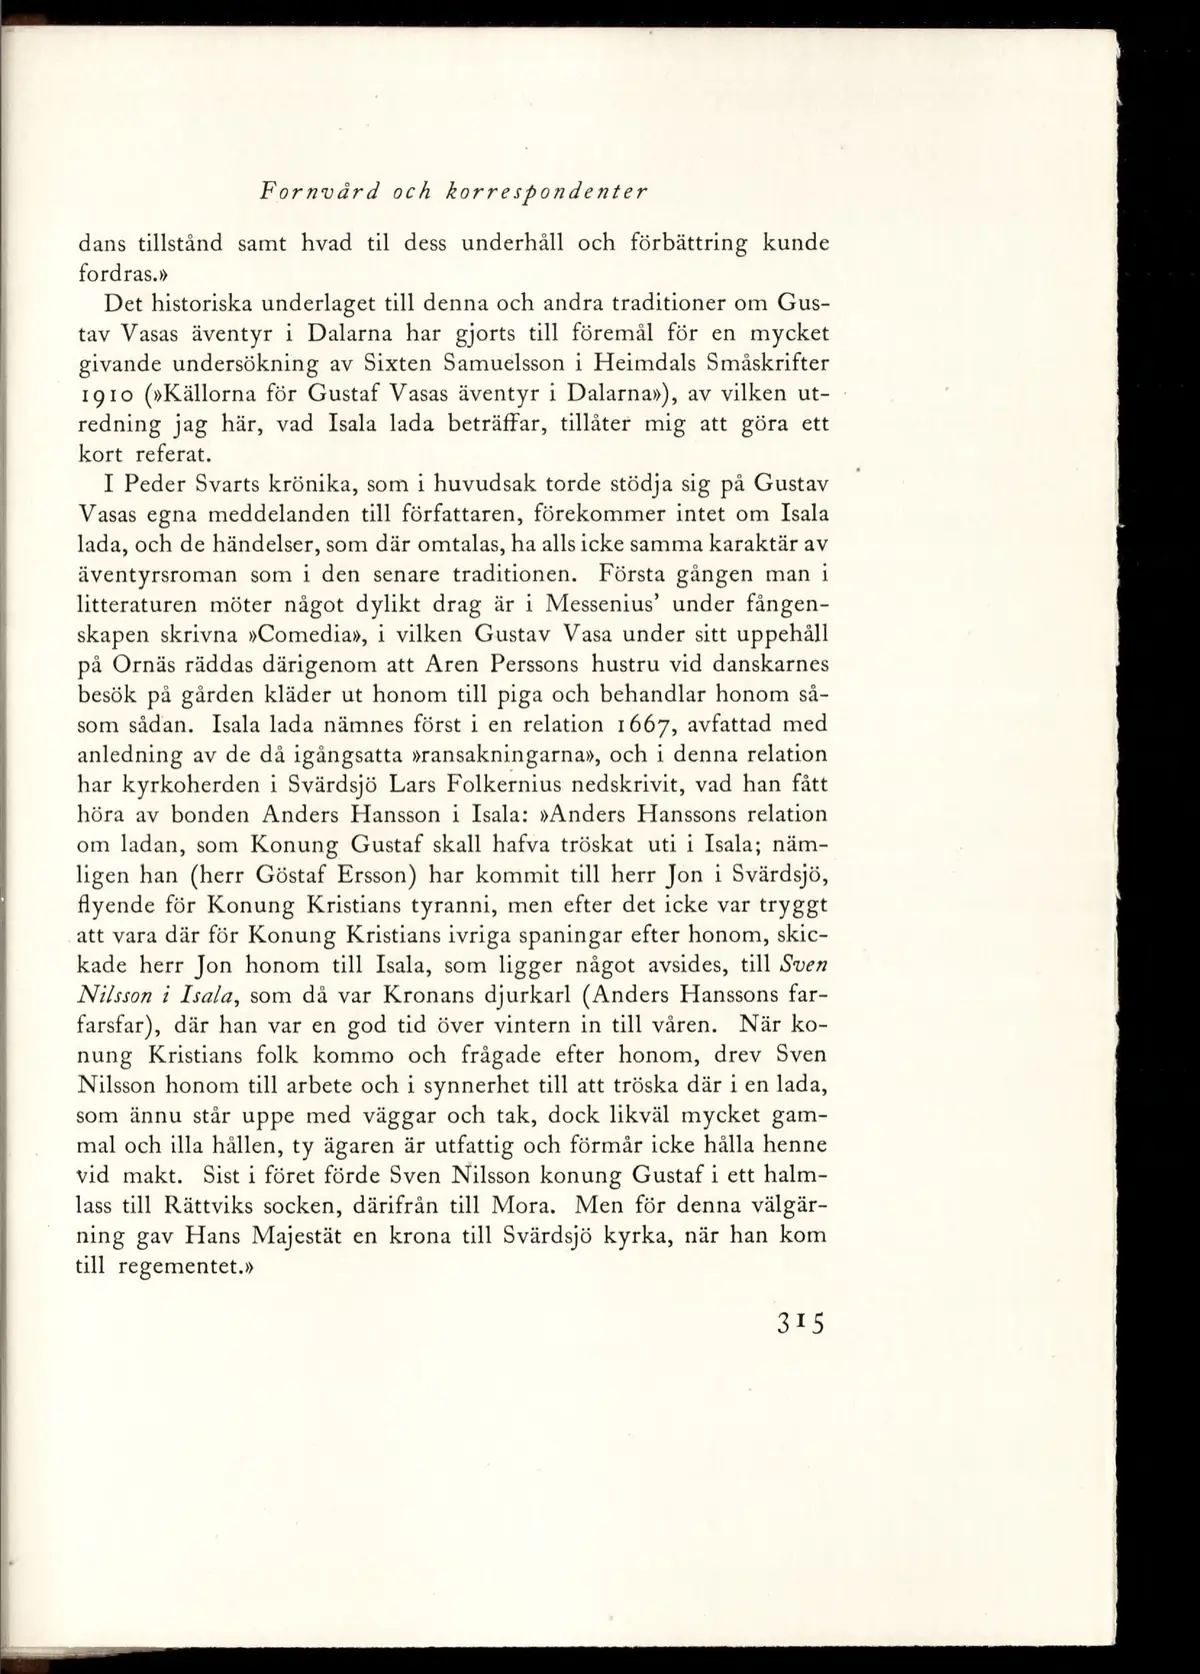 Fornvård och korrespondenter
dans tillstånd samt hvad til dess underhåll och förbättring kunde
fordras.»
Det historiska underlaget till denna och andra traditioner om Gus-
tav Vasas äventyr i Dalarna har gjorts till föremål för en mycket
givande undersökning av Sixten Samuelsson i Heimdals Småskrifter
1910 (»Källorna för Gustaf Vasas äventyr i Dalarna»), av vilken ut-
redning jag här, vad Isala lada beträffar, tillåter mig att göra ett
kort referat.
I Peder Svarts krönika, som i huvudsak torde stödja sig på Gustav
Vasas egna meddelanden till författaren, förekommer intet om Isala
lada, och de händelser, som där omtalas, ha alls icke samma karaktär av
äventyrsroman som i den senare traditionen. Första gången man i
litteraturen möter något dylikt drag är i Messenius’ under fången-
skapen skrivna »Comedia», i vilken Gustav Vasa under sitt uppehåll
på Ornäs räddas därigenom att Aren Perssons hustru vid danskarnes
besök på gården kläder ut honom till piga och behandlar honom så-
som sådan. Isala lada nämnes först i en relation 1667, avfattad med
anledning av de då igångsatta »ransakningarna», och i denna relation
har kyrkoherden i Svärdsjö Lars Folkernius nedskrivit, vad han fått
höra av bonden Anders Hansson i Isala: »Anders Hanssons relation
om ladan, som Konung Gustaf skall hafva tröskat uti i Isala; näm-
ligen han (herr Göstaf Ersson) har kommit till herr Jon i Svärdsjö,
flyende för Konung Kristians tyranni, men efter det icke var tryggt
att vara där för Konung Kristians ivriga spaningar efter honom, skic-
kade herr Jon honom till Isala, som ligger något avsides, till Sven
Nilsson i Isala, som då var Kronans djurkarl (Anders Hanssons far-
farsfar), där han var en god tid över vintern in till våren. När ko-
nung Kristians folk kommo och frågade efter honom, drev Sven
Nilsson honom till arbete och i synnerhet till att tröska där i en lada,
som ännu står uppe med väggar och tak, dock likväl mycket gam-
mal och illa hållen, ty ägaren är utfattig och förmår icke hålla henne
vid makt. Sist i föret förde Sven Nilsson konung Gustaf i ett halm-
lass till Rättviks socken, därifrån till Mora. Men för denna välgär-
ning gav Hans Majestät en krona till Svärdsjö kyrka, när han kom
till regementet.»
315